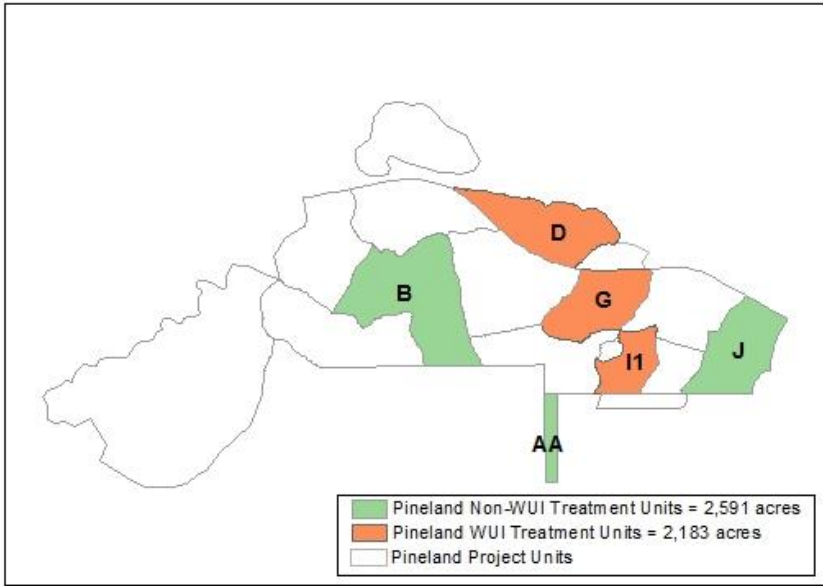 D
B
G
I1
J
AA
Pineland Non-WUI Treatment Units = 2,591 acres
Pineland WUI Treatment Units = 2,183 acres
Pineland Project Units